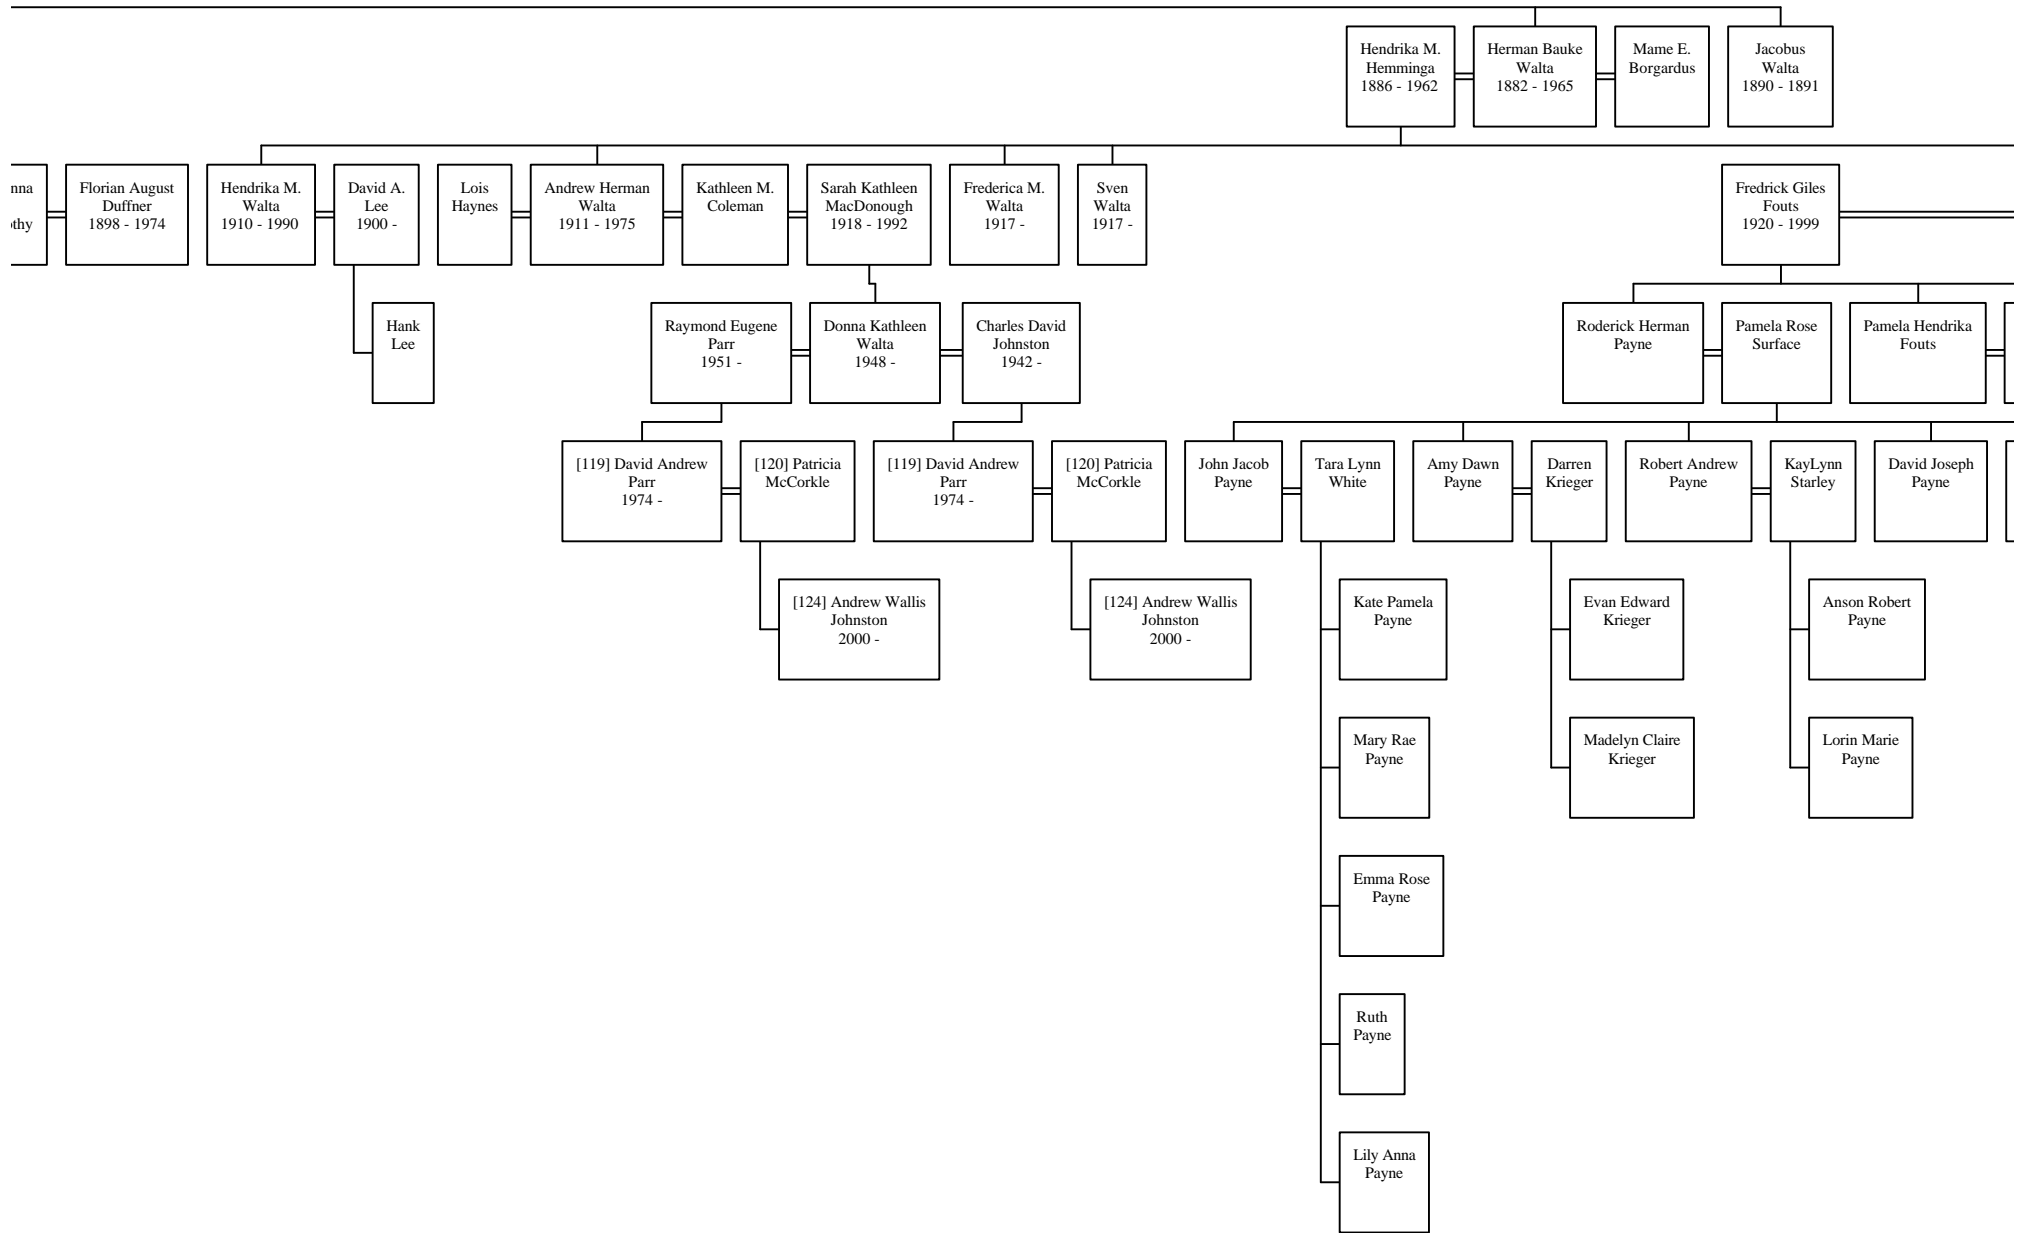 Hendrika M.
Hemminga
1886 - 1962
Herman Bauke
Walta
1882 - 1965
Mame E.
Borgardus
Jacobus
Walta
1890 - 1891
nna
othy
Florian August
Duffner
1898 - 1974
Hendrika M.
Walta
1910 - 1990
David A.
Lee
1900 -
Lois
Haynes
Andrew Herman
Walta
1911 - 1975
Kathleen M.
Coleman
Sarah Kathleen
MacDonough
1918 - 1992
Frederica M.
Walta
1917 -
Sven
Walta
1917 -
Fredrick Giles
Fouts
1920 - 1999
Hank
Lee
Raymond Eugene
Parr
1951 -
Donna Kathleen
Walta
1948 -
Charles David
Johnston
1942 -
Roderick Herman
Payne
Pamela Rose
Surface
Pamela Hendrika
Fouts
[119] David Andrew
Parr
1974 -
[120] Patricia
McCorkle
[119] David Andrew
Parr
1974 -
[120] Patricia
McCorkle
John Jacob
Payne
Tara Lynn
White
Amy Dawn
Payne
Darren
Krieger
Robert Andrew
Payne
KayLynn
Starley
David Joseph
Payne
[124] Andrew Wallis
Johnston
2000 -
[124] Andrew Wallis
Johnston
2000 -
Kate Pamela
Payne
Evan Edward
Krieger
Anson Robert
Payne
Mary Rae
Payne
Madelyn Claire
Krieger
Lorin Marie
Payne
Emma Rose
Payne
Ruth
Payne
Lily Anna
Payne